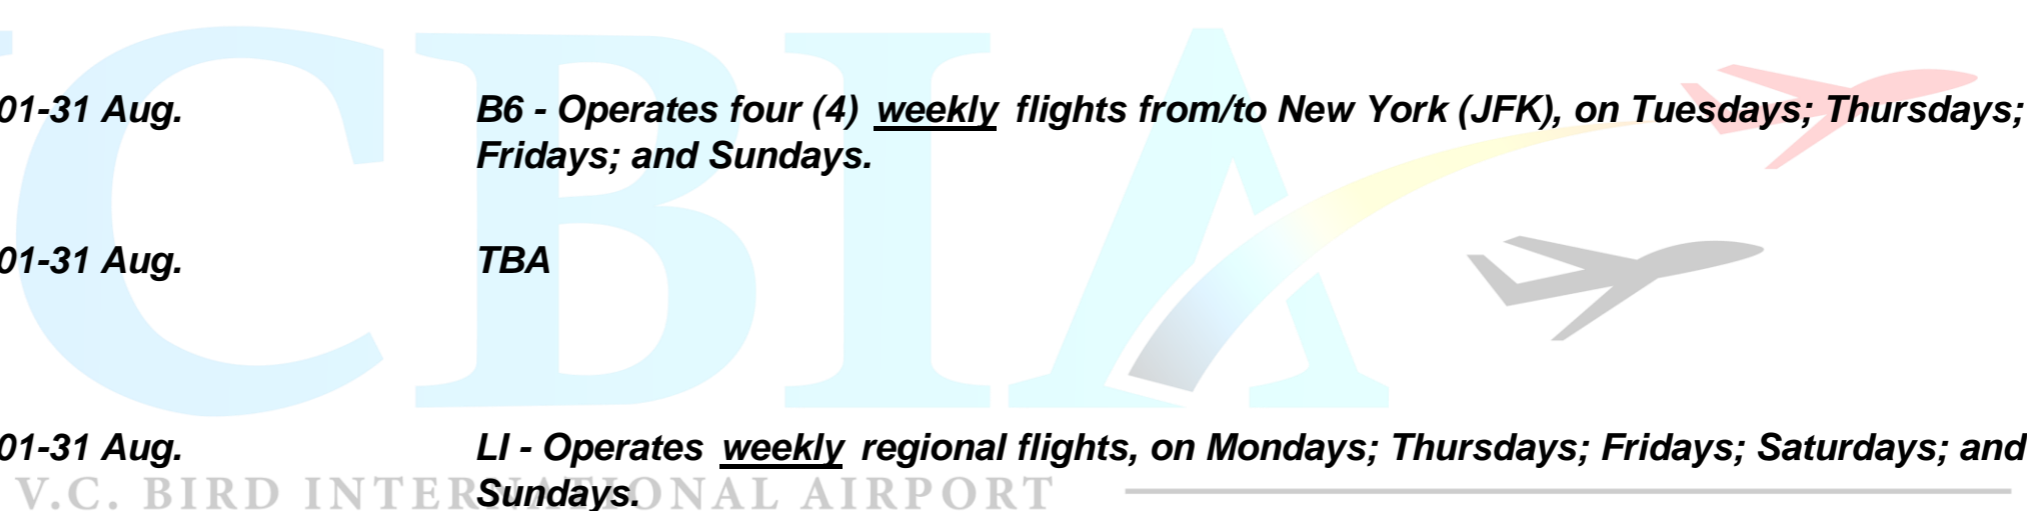 CBIA
01-31 Aug. B6 - Operates four (4) weekly flights from/to New York (JFK), on Tuesdays; Thursdays;
Fridays; and Sundays.
01-31 Aug. TBA
01-31 Aug. LI - Operates weekly regional flights, on Mondays; Thursdays; Fridays; Saturdays; and
Sundays.
V.C. BIRD INTERNATIONAL AIRPORT